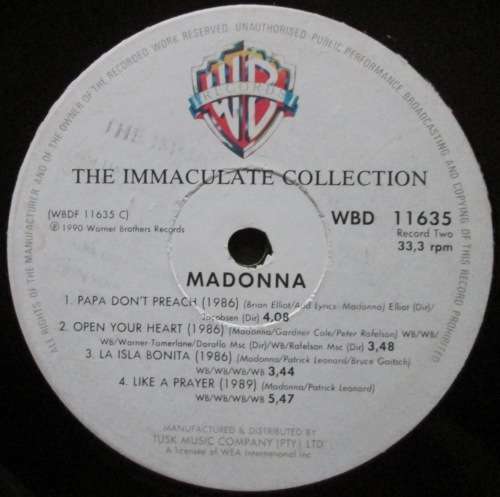 ALL RIGHTS OF THE MANUFACTURER AND OF THE OWNER OF THE RECORDED WORK RESERVED. UNAUTHORISED PUBLIC PERFORMANCE BROADCASTING AND COPYING OF THIS RECORD PROHIBITED
WB
RECORDS
THE IMMACULATE COLLECTION
(WBDF 11635 C)
℗ 1990 Warner Brothers Records
WBD 11635
Record Two
33,3 rpm
MADONNA
1. PAPA DON'T PREACH (1986) (Brian Elliot/Add Lyrics: Madonna) Elliot (Dir)/
Jacobsen (Dir) 4,08
2. OPEN YOUR HEART (1986) (Madonna/Gardner Cole/Peter Rafelson) WB/WB/
WB/Warner-Tamerlane/Doraflo Msc (Dir)/WB/Rafelson Msc (Dir) 3,48
3. LA ISLA BONITA (1986) (Madonna/Patrick Leonard/Bruce Gaitsch)
WB/WB/WB/WB 3,44
4. LIKE A PRAYER (1989) (Madonna/Patrick Leonard)
WB/WB/WB/WB 5,47
MANUFACTURED & DISTRIBUTED BY
TUSK MUSIC COMPANY (PTY) LTD
A licensee of WEA International Inc